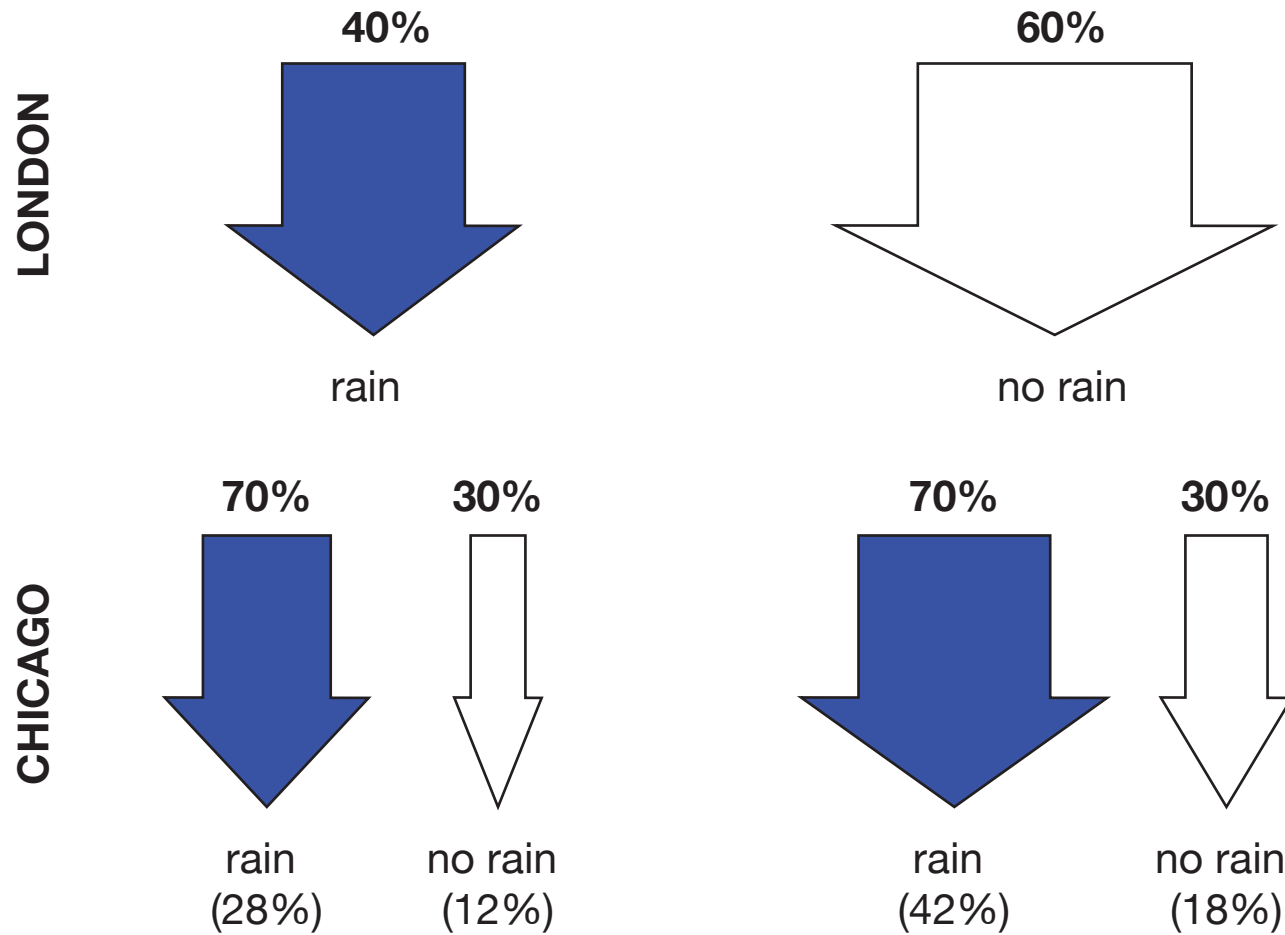 LONDON
40%
60%
rain
no rain
CHICAGO
70%
30%
70%
30%
rain
no rain
rain
no rain
(28%)
(12%)
(42%)
(18%)